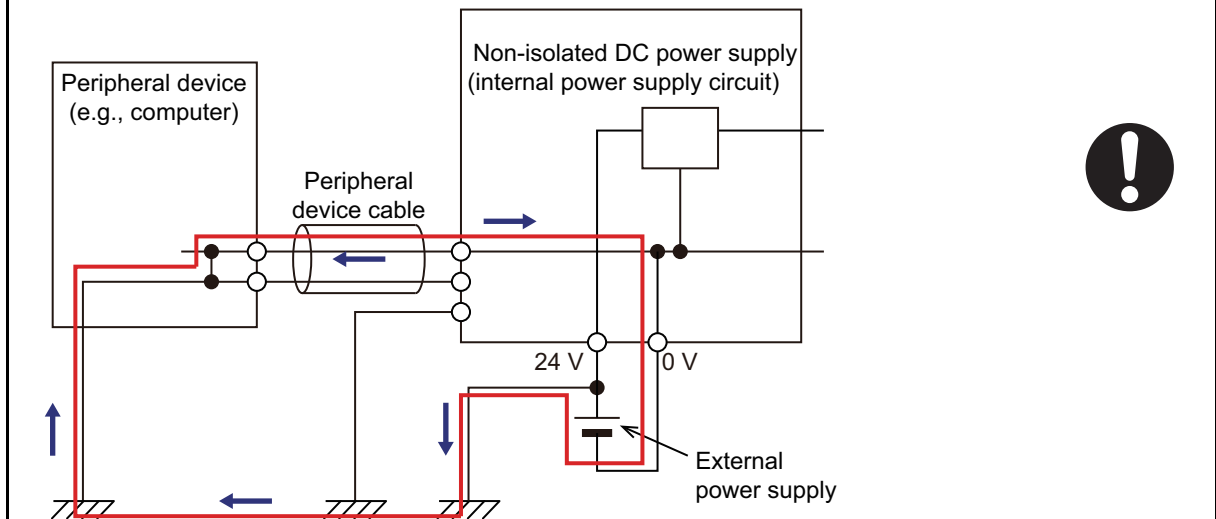 Non-isolated DC power supply
(internal power supply circuit)
Peripheral device
(e.g., computer)
Peripheral
device cable
24 V
0 V
External
power supply